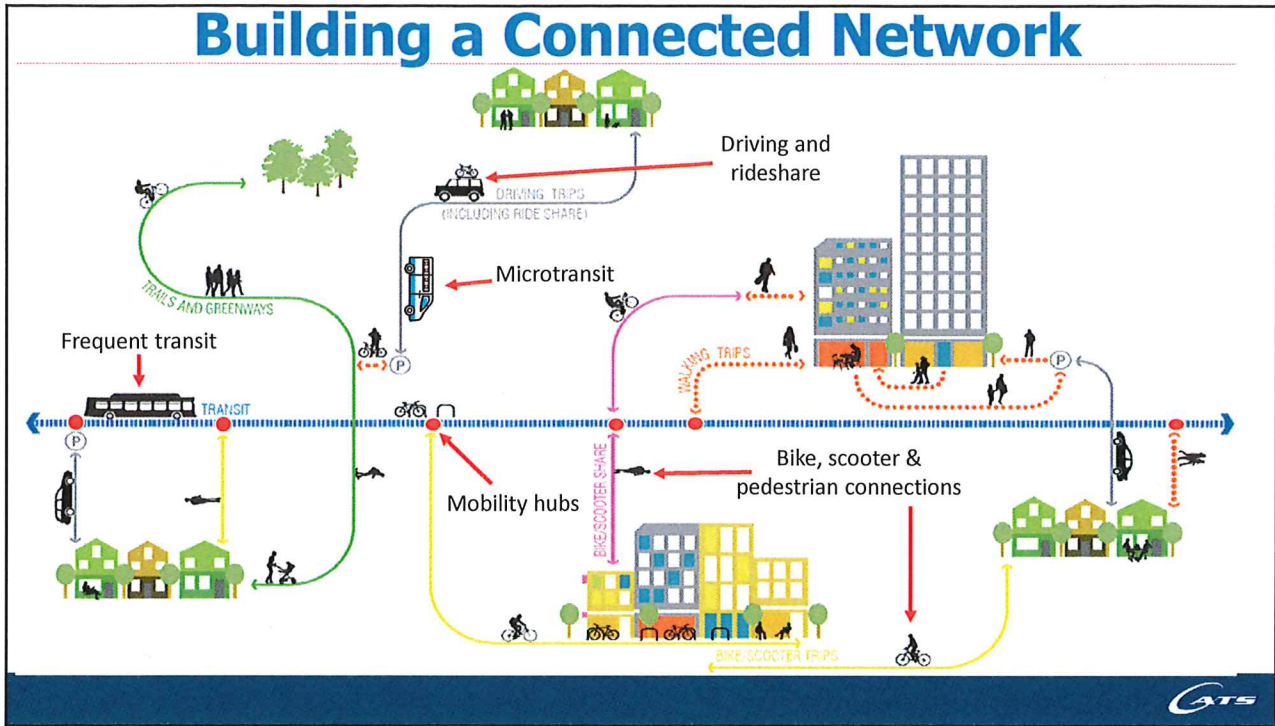 Building a Connected Network
Driving and
rideshare
DRIVING TRIPS
(INCLUDING RIDE SHARE)
Microtransit
TRAILS AND GREENWAYS
Frequent transit
P
WALKING TRIPS
P
TRANSIT
P
Mobility hubs
BIKE/SCOOTER SHARE
Bike, scooter &
pedestrian connections
BIKE/SCOOTER TRIPS
CATS